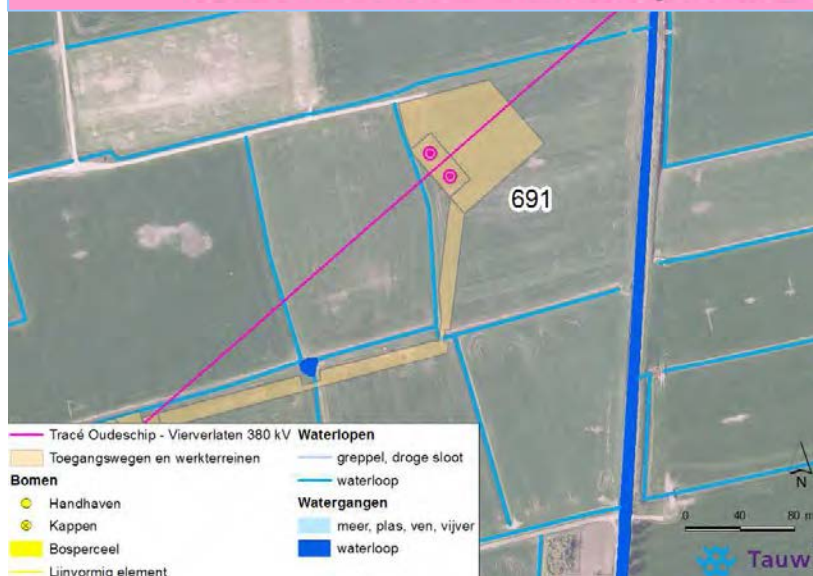 691
Tracé Oudeschip - Vierverlaten 380 kV
Toegangswegen en werkterreinen
Bomen
Handhaven
Kappen
Bosperceel
Lijnvormig element
Waterlopen
greppel, droge sloot
waterloop
Watergangen
meer, plas, ven, vijver
waterloop
N
0 40 80 m
Tauw